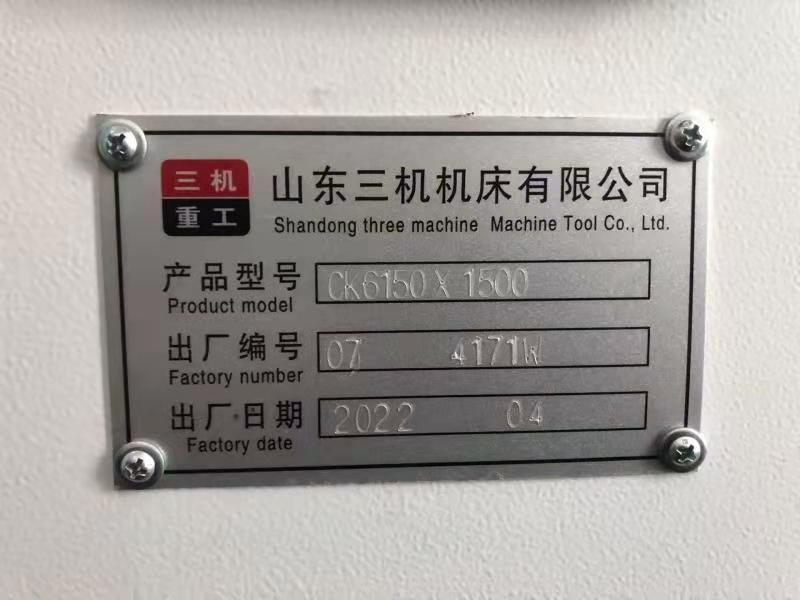 三机
重工
山东三机机床有限公司
Shandong three machine Machine Tool Co., Ltd.
产品型号 CK6150X1500
Product model
出厂编号 07 4171W
Factory number
出厂日期 2022 04
Factory date